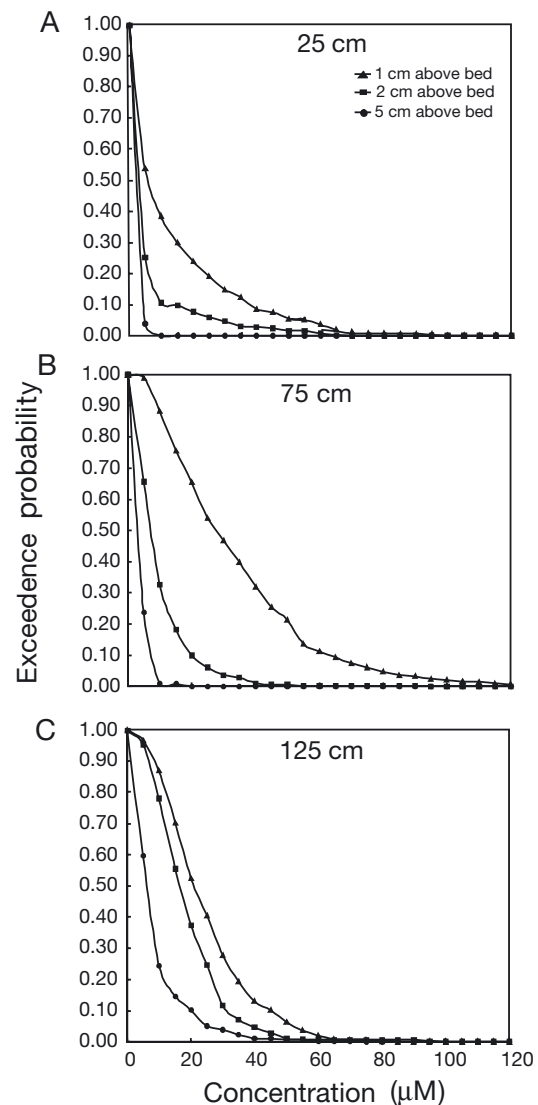 A
25 cm
1.00
0.90
0.80
0.70
0.60
0.50
0.40
0.30
0.20
0.10
0.00
1 cm above bed
2 cm above bed
5 cm above bed
B
75 cm
1.00
0.90
0.80
0.70
0.60
0.50
0.40
0.30
0.20
0.10
0.00
Exceedence probability
C
125 cm
1.00
0.90
0.80
0.70
0.60
0.50
0.40
0.30
0.20
0.10
0.00
0 20 40 60 80 100 120
Concentration (μM)